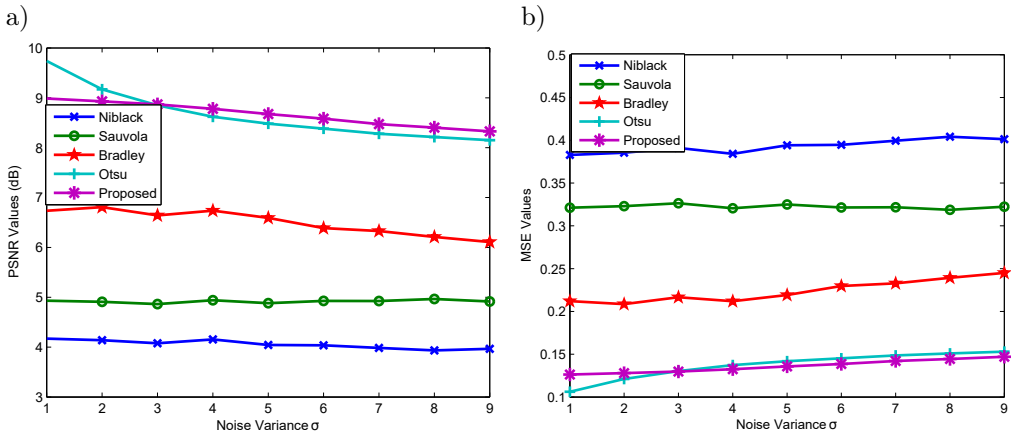 a)
10
9
8
7
6
5
4
3
PSNR Values (dB)
Niblack
Sauvola
Bradley
Otsu
Proposed
1 2 3 4 5 6 7 8 9
Noise Variance σ
b)
0.5
0.45
0.4
0.35
0.3
0.25
0.2
0.15
0.1
MSE Values
Niblack
Sauvola
Bradley
Otsu
Proposed
1 2 3 4 5 6 7 8 9
Noise Variance σ